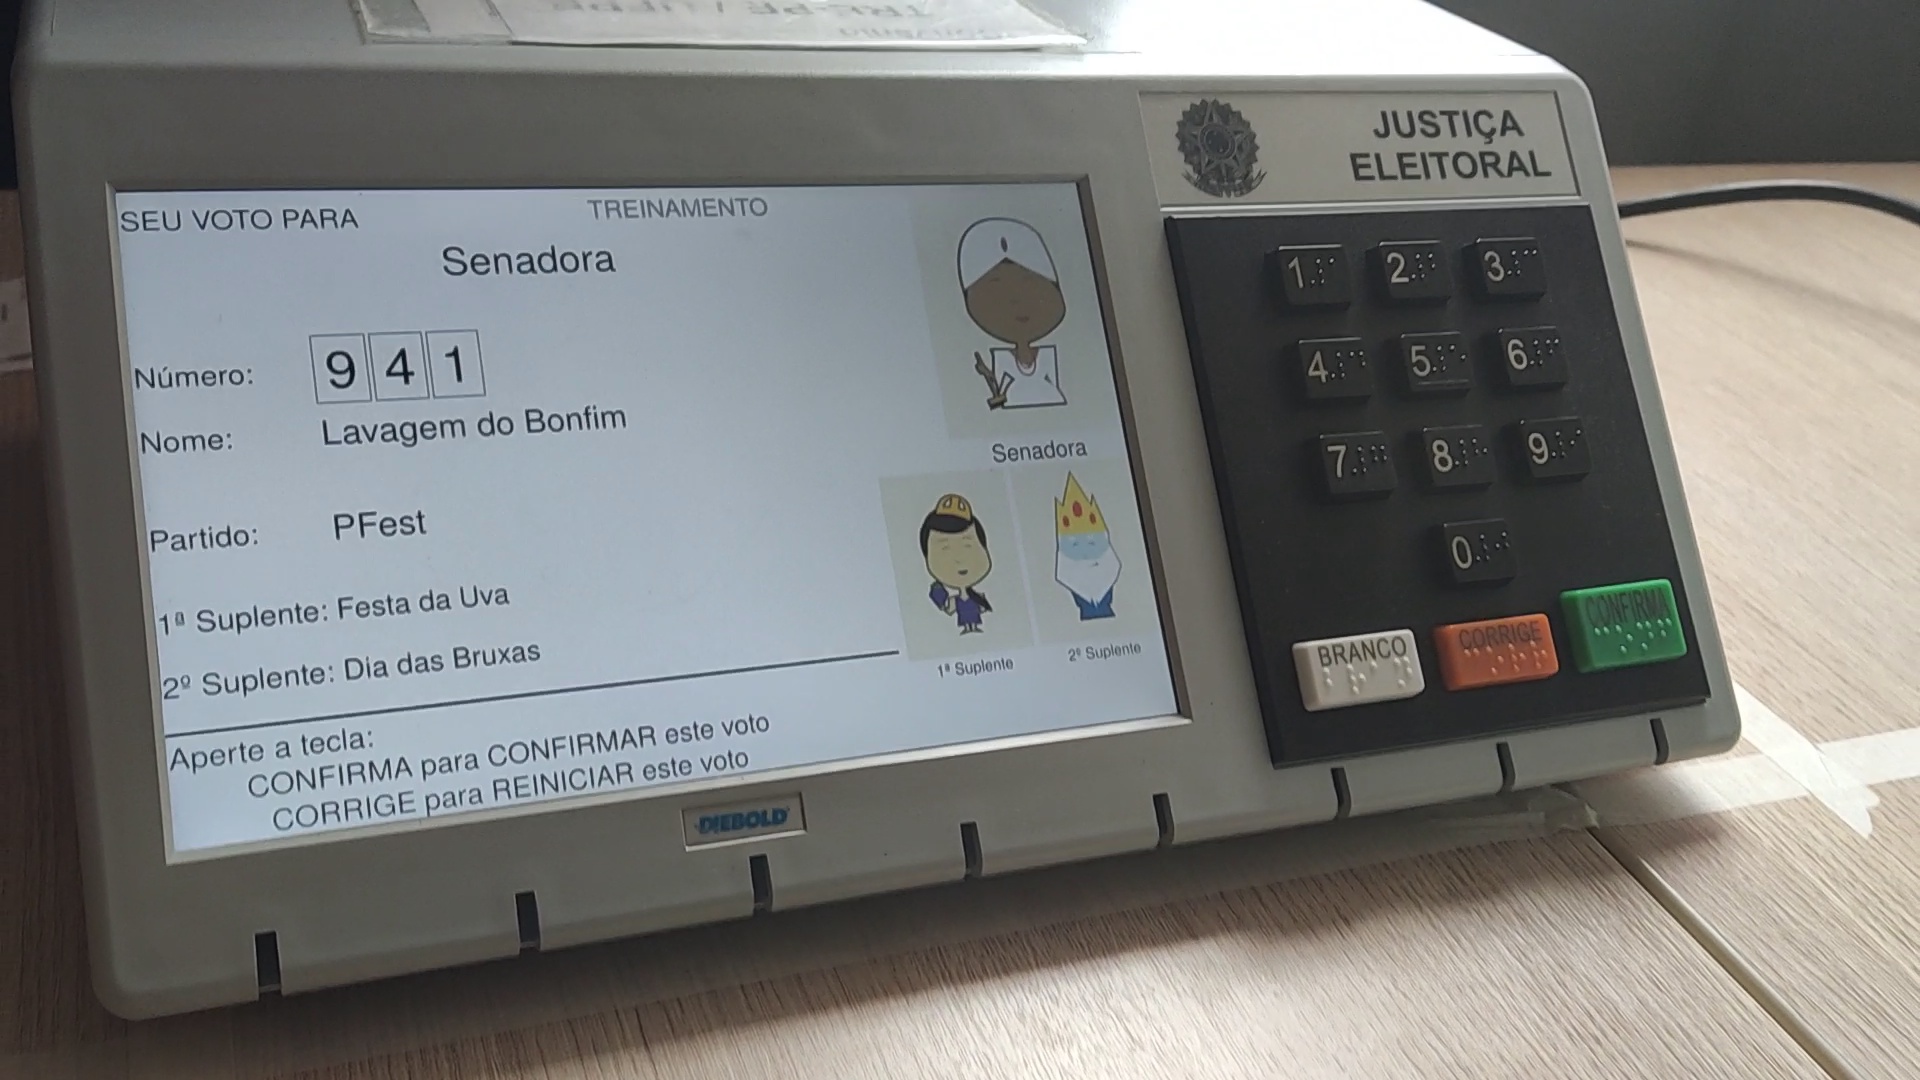 JUSTIÇA
ELEITORAL
SEU VOTO PARA
TREINAMENTO
Senadora
Número: 9 4 1
Nome: Lavagem do Bonfim
Senadora
Partido: PFest
1ª Suplente: Festa da Uva
2º Suplente: Dia das Bruxas
1ª Suplente
2º Suplente
Aperte a tecla:
CONFIRMA para CONFIRMAR este voto
CORRIGE para REINICIAR este voto
DIEBOLD
1 2 3
4 5 6
7 8 9
0
BRANCO CORRIGE CONFIRMA